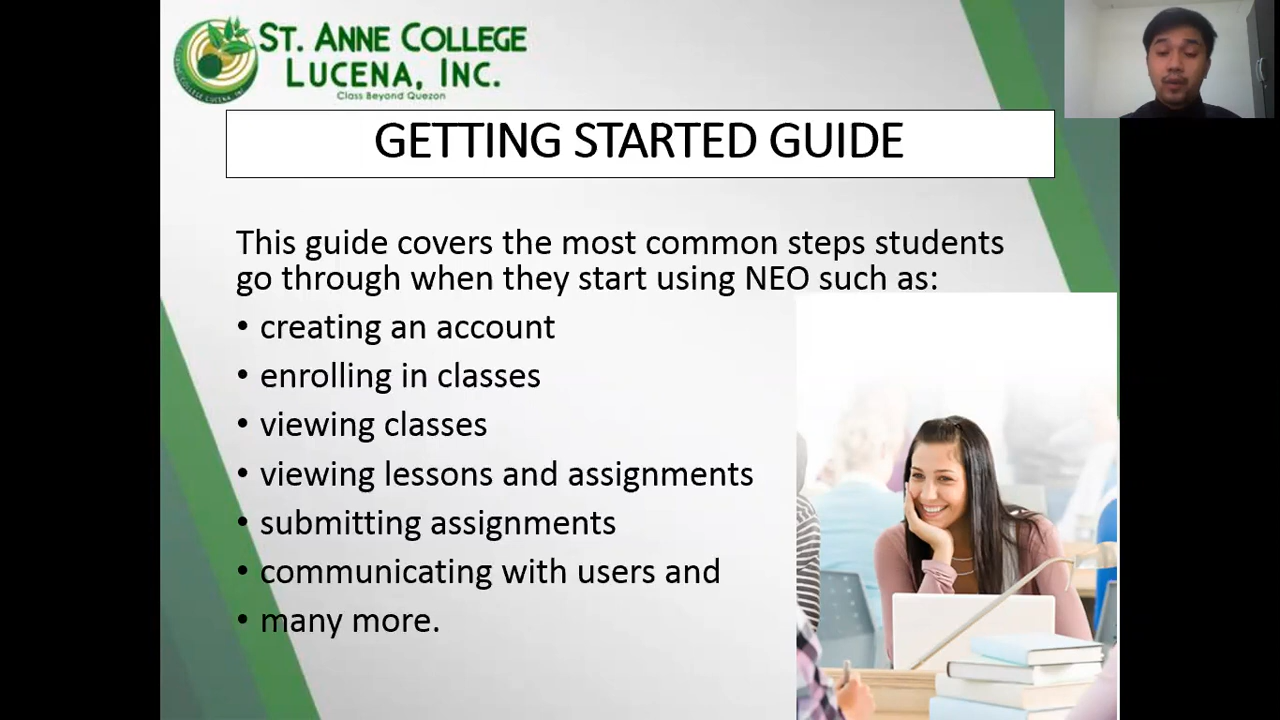 ST. ANNE COLLEGE
LUCENA, INC.
Class Beyond Quezon
GETTING STARTED GUIDE
This guide covers the most common steps students
go through when they start using NEO such as:
• creating an account
• enrolling in classes
• viewing classes
• viewing lessons and assignments
• submitting assignments
• communicating with users and
• many more.